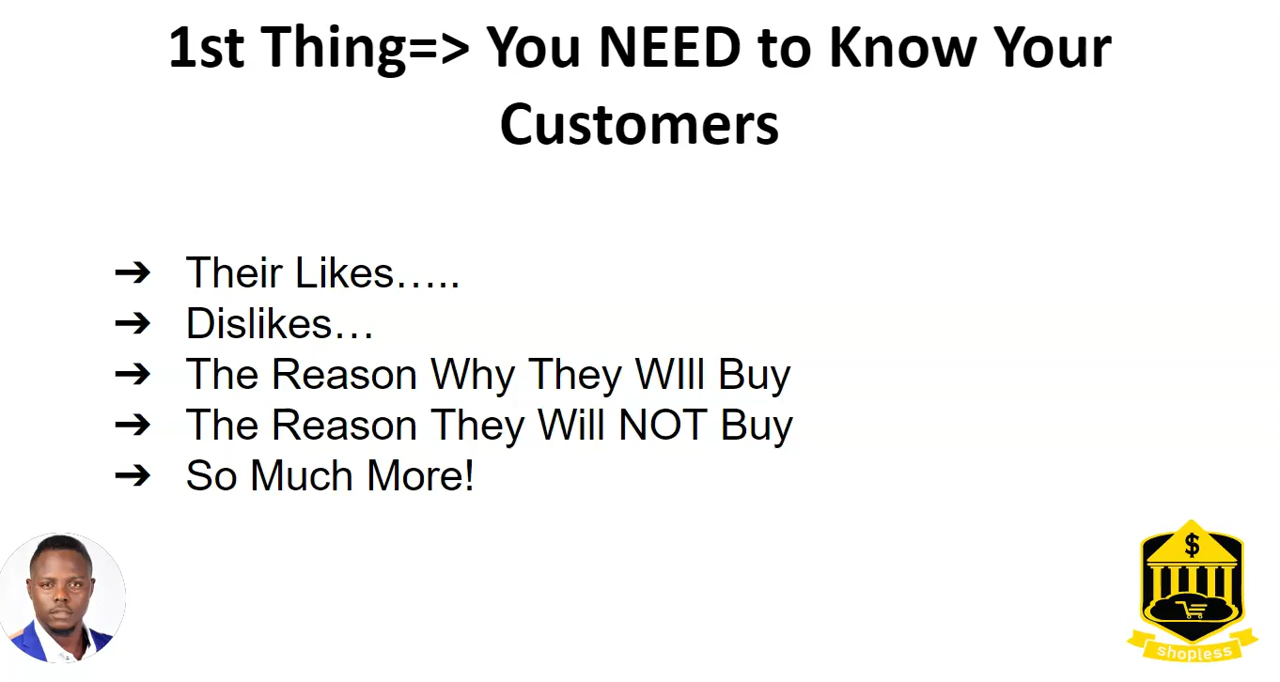 1st Thing=> You NEED to Know Your
Customers
➔ Their Likes…..
➔ Dislikes…
➔ The Reason Why They WIll Buy
➔ The Reason They Will NOT Buy
➔ So Much More!
$
shopless